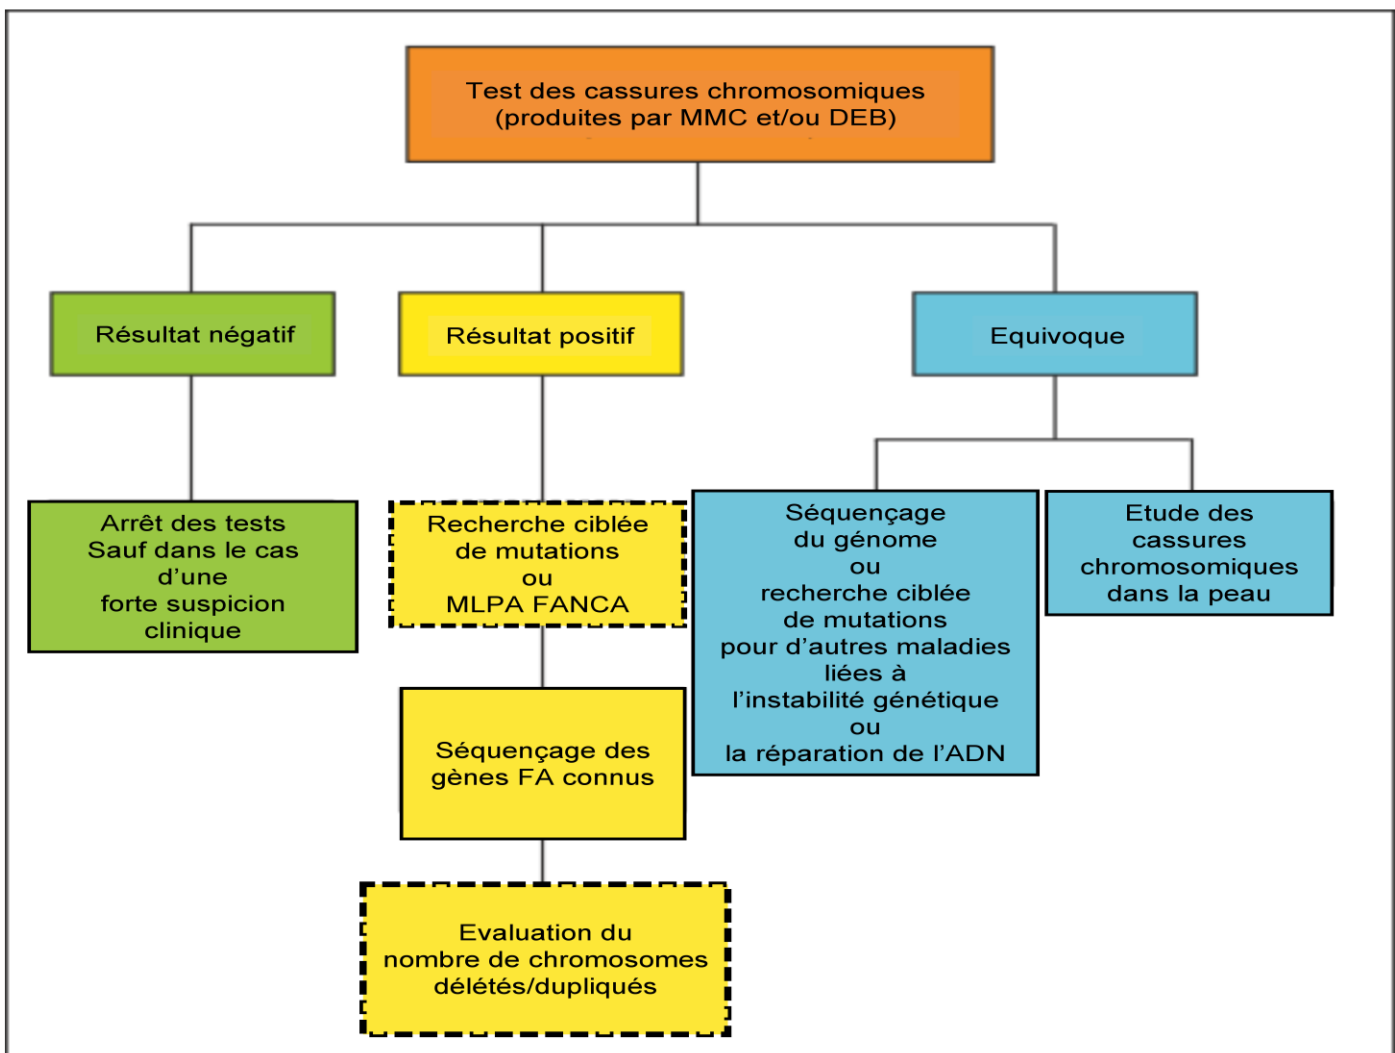 Test des cassures chromosomiques
(produites par MMC et/ou DEB)
Résultat négatif
Résultat positif
Equivoque
Arrêt des tests
Sauf dans le cas
d'une
forte suspicion
clinique
Recherche ciblée
de mutations
ou
MLPA FANCA
Séquençage
du génome
ou
recherche ciblée
de mutations
pour d'autres maladies
liées à
l'instabilité génétique
ou
la réparation de l'ADN
Etude des
cassures
chromosomiques
dans la peau
Séquençage des
gènes FA connus
Evaluation du
nombre de chromosomes
délétés/dupliqués